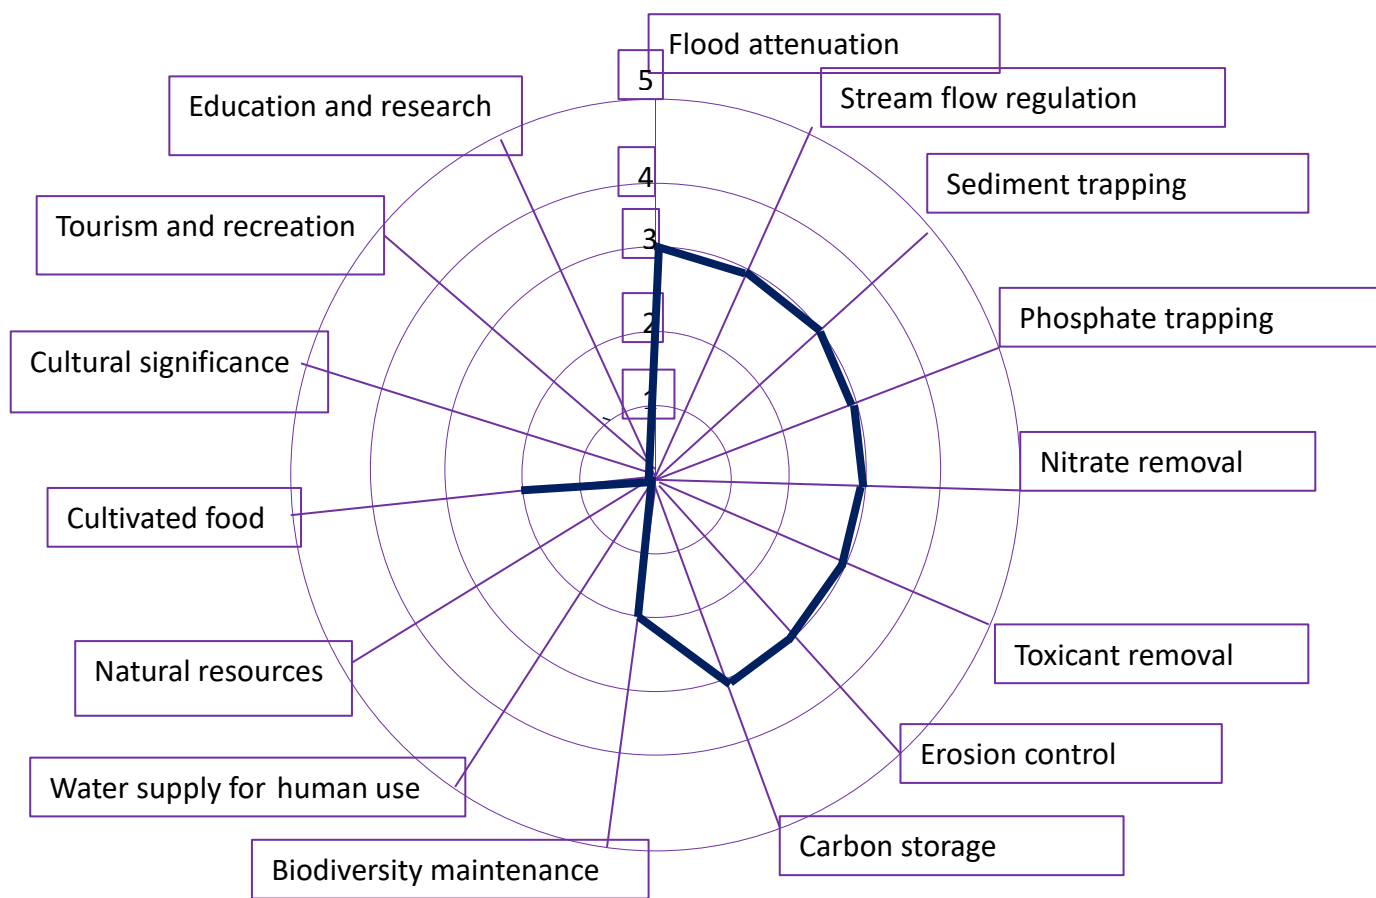 Flood attenuation
5
Stream flow regulation
Education and research
4
Sediment trapping
Tourism and recreation
3
Phosphate trapping
2
Cultural significance
1
Nitrate removal
Cultivated food
Toxicant removal
Natural resources
Erosion control
Water supply for human use
Carbon storage
Biodiversity maintenance